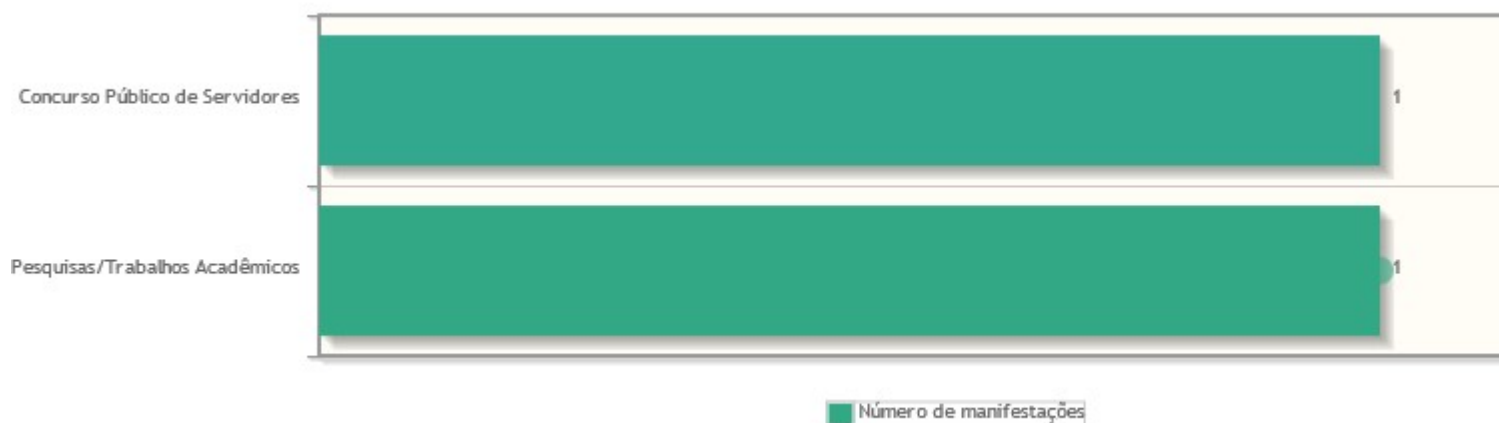 Concurso Público de Servidores
1
Pesquisas/Trabalhos Acadêmicos
1
Número de manifestações